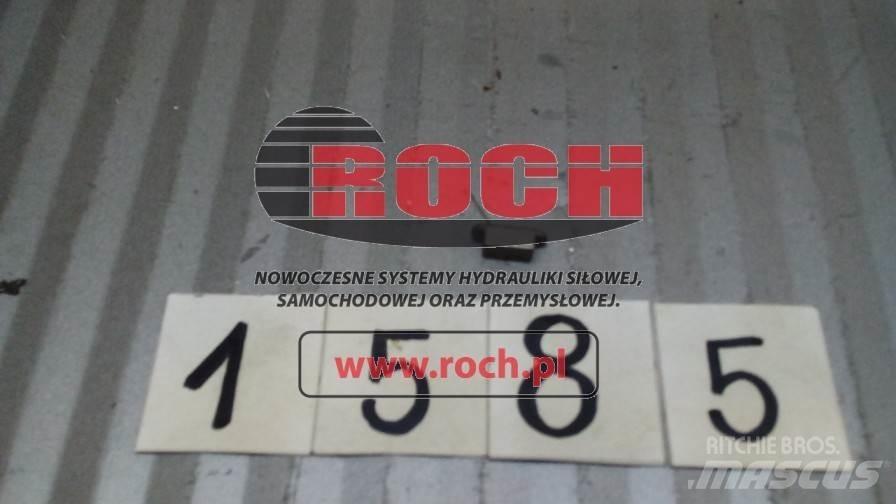 ROCH
NOWOCZESNE SYSTEMY HYDRAULIKI SIŁOWEJ,
SAMOCHODOWEJ ORAZ PRZEMYSŁOWEJ.
www.roch.pl
1 5 8 5
RITCHIE BROS.
MASCUS